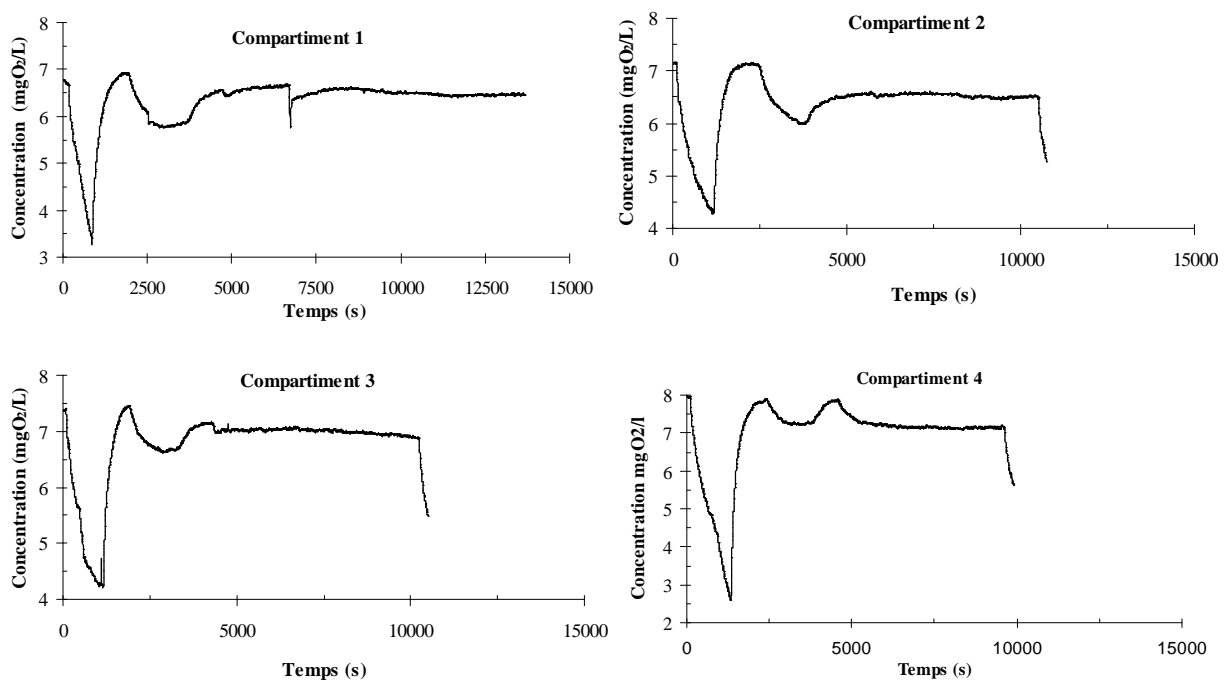 Compartiment 1
Concentration (mgO₂/L)
8
7
6
5
4
3
0 2500 5000 7500 10000 12500 15000
Temps (s)
Compartiment 2
Concentration (mgO₂/L)
8
7
6
5
4
0 5000 10000 15000
Temps (s)
Compartiment 3
Concentration (mgO₂/L)
8
7
6
5
4
0 5000 10000 15000
Temps (s)
Compartiment 4
Concentration mgO2/l
8
7
6
5
4
3
2
0 5000 10000 15000
Temps (s)